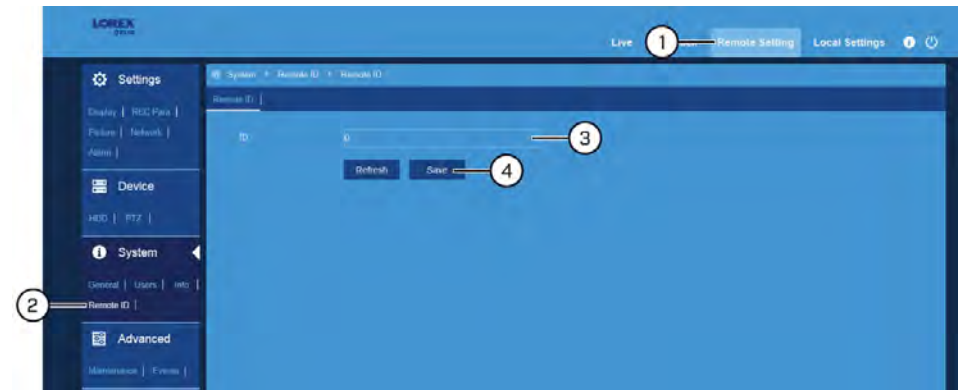 LOREX
Live
1
Remote Setting
Local Settings
Settings
System
Remote ID
Remote ID
Display | REC Para |
Remote ID |
Picture | Network |
Alarm |
ID
0
3
Refresh
Save
4
Device
HDD | PTZ |
System
General | Users | Info |
2
Remote ID |
Advanced
Maintenance | Events |